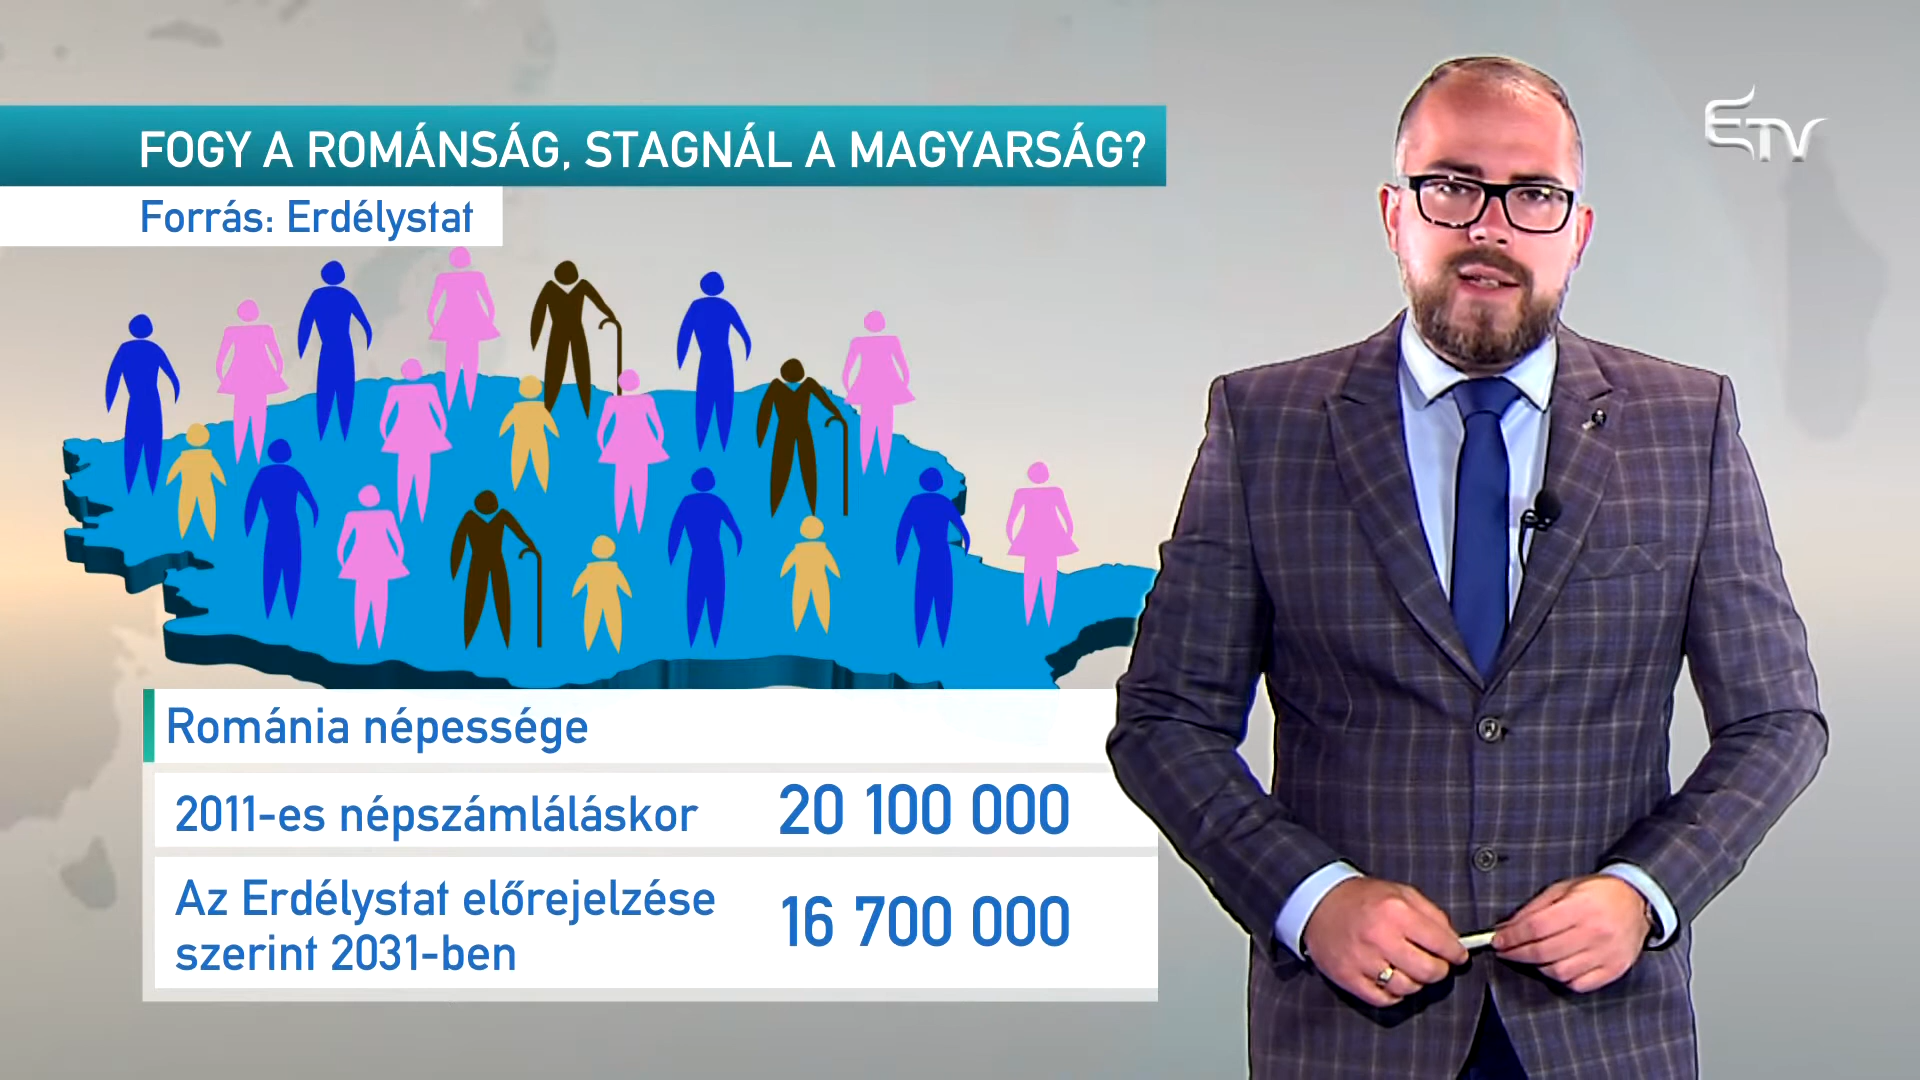 FOGY A ROMÁNSÁG, STAGNÁL A MAGYARSÁG?
ETV
Forrás: Erdélystat
Románia népessége
2011-es népszámláláskor 20 100 000
Az Erdélystat előrejelzése
szerint 2031-ben 16 700 000